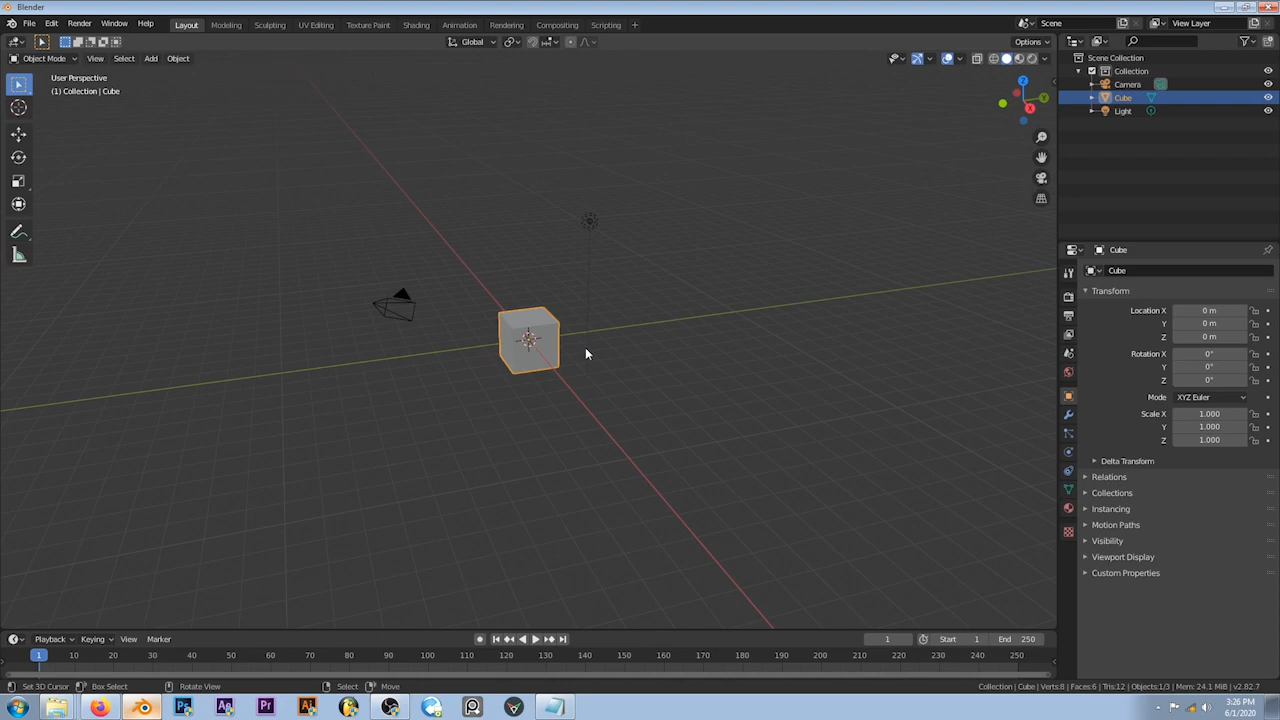 Blender
File Edit Render Window Help
Layout Modeling Sculpting UV Editing Texture Paint Shading Animation Rendering Compositing Scripting +
Scene
View Layer
Global
Options
Object Mode View Select Add Object
User Perspective
(1) Collection | Cube
Z
Y
X
Scene Collection
Collection
Camera
Cube
Light
Cube
Cube
Transform
Location X 0 m
Y 0 m
Z 0 m
Rotation X 0°
Y 0°
Z 0°
Mode XYZ Euler
Scale X 1.000
Y 1.000
Z 1.000
Delta Transform
Relations
Collections
Instancing
Motion Paths
Visibility
Viewport Display
Custom Properties
Playback Keying View Marker
1 Start 1 End 250
1 10 20 30 40 50 60 70 80 90 100 110 120 130 140 150 160 170 180 190 200 210 220 230 240 250
Set 3D Cursor Box Select Rotate View Select Move
Collection | Cube | Verts:8 | Faces:6 | Tris:12 | Objects:1/3 | Mem: 24.1 MiB | v2.82.7
Ps Ae Pr Ai
3:26 PM
6/1/2020